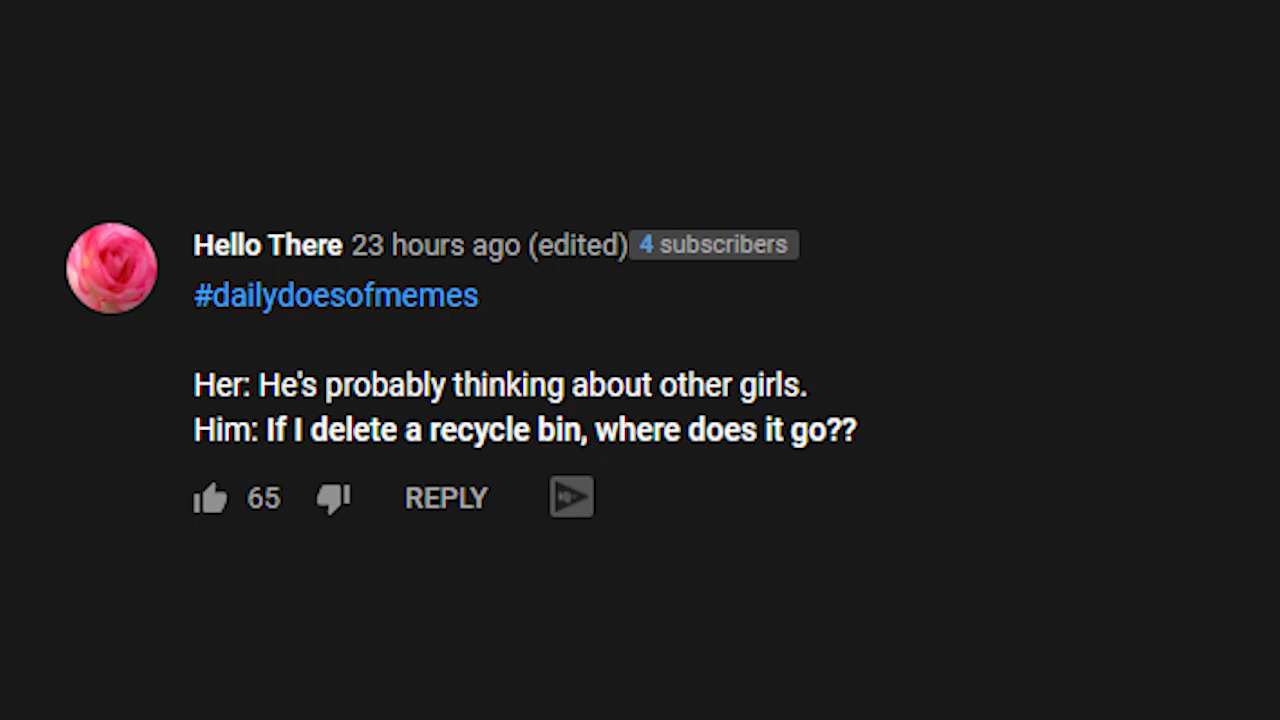 Hello There 23 hours ago (edited) 4 subscribers
#dailydoesofmemes
Her: He's probably thinking about other girls.
Him: If I delete a recycle bin, where does it go??
65 REPLY